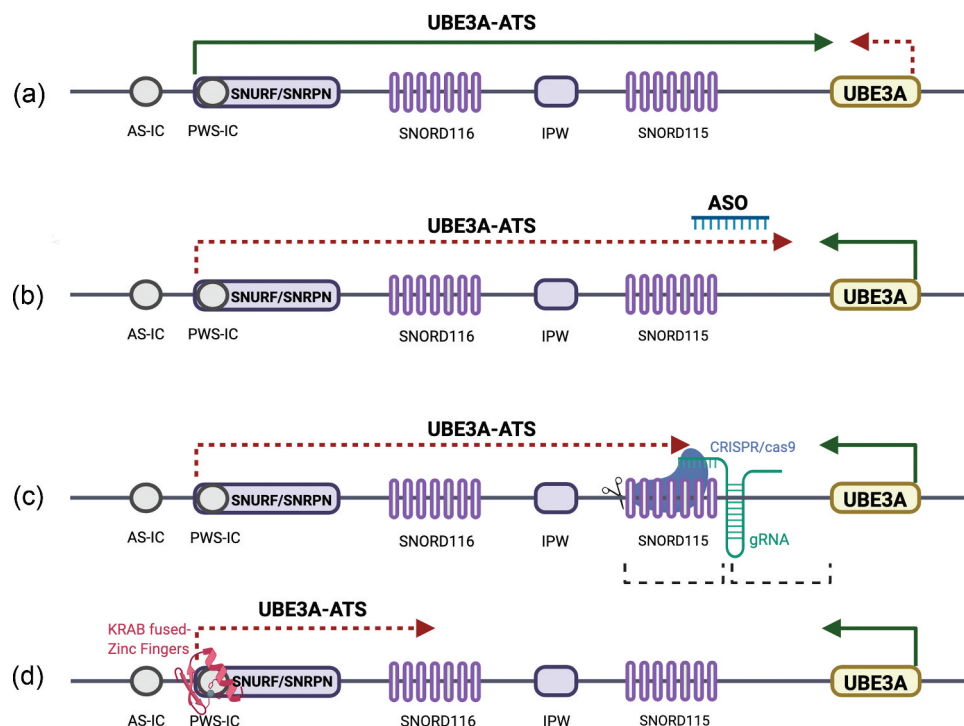 UBE3A-ATS
(a)
SNURF/SNRPN
UBE3A
AS-IC
PWS-IC
SNORD116
IPW
SNORD115
ASO
UBE3A-ATS
(b)
SNURF/SNRPN
UBE3A
AS-IC
PWS-IC
SNORD116
IPW
SNORD115
UBE3A-ATS
CRISPR/cas9
(c)
SNURF/SNRPN
UBE3A
AS-IC
PWS-IC
SNORD116
IPW
SNORD115
gRNA
UBE3A-ATS
KRAB fused-
Zinc Fingers
(d)
SNURF/SNRPN
UBE3A
AS-IC
PWS-IC
SNORD116
IPW
SNORD115